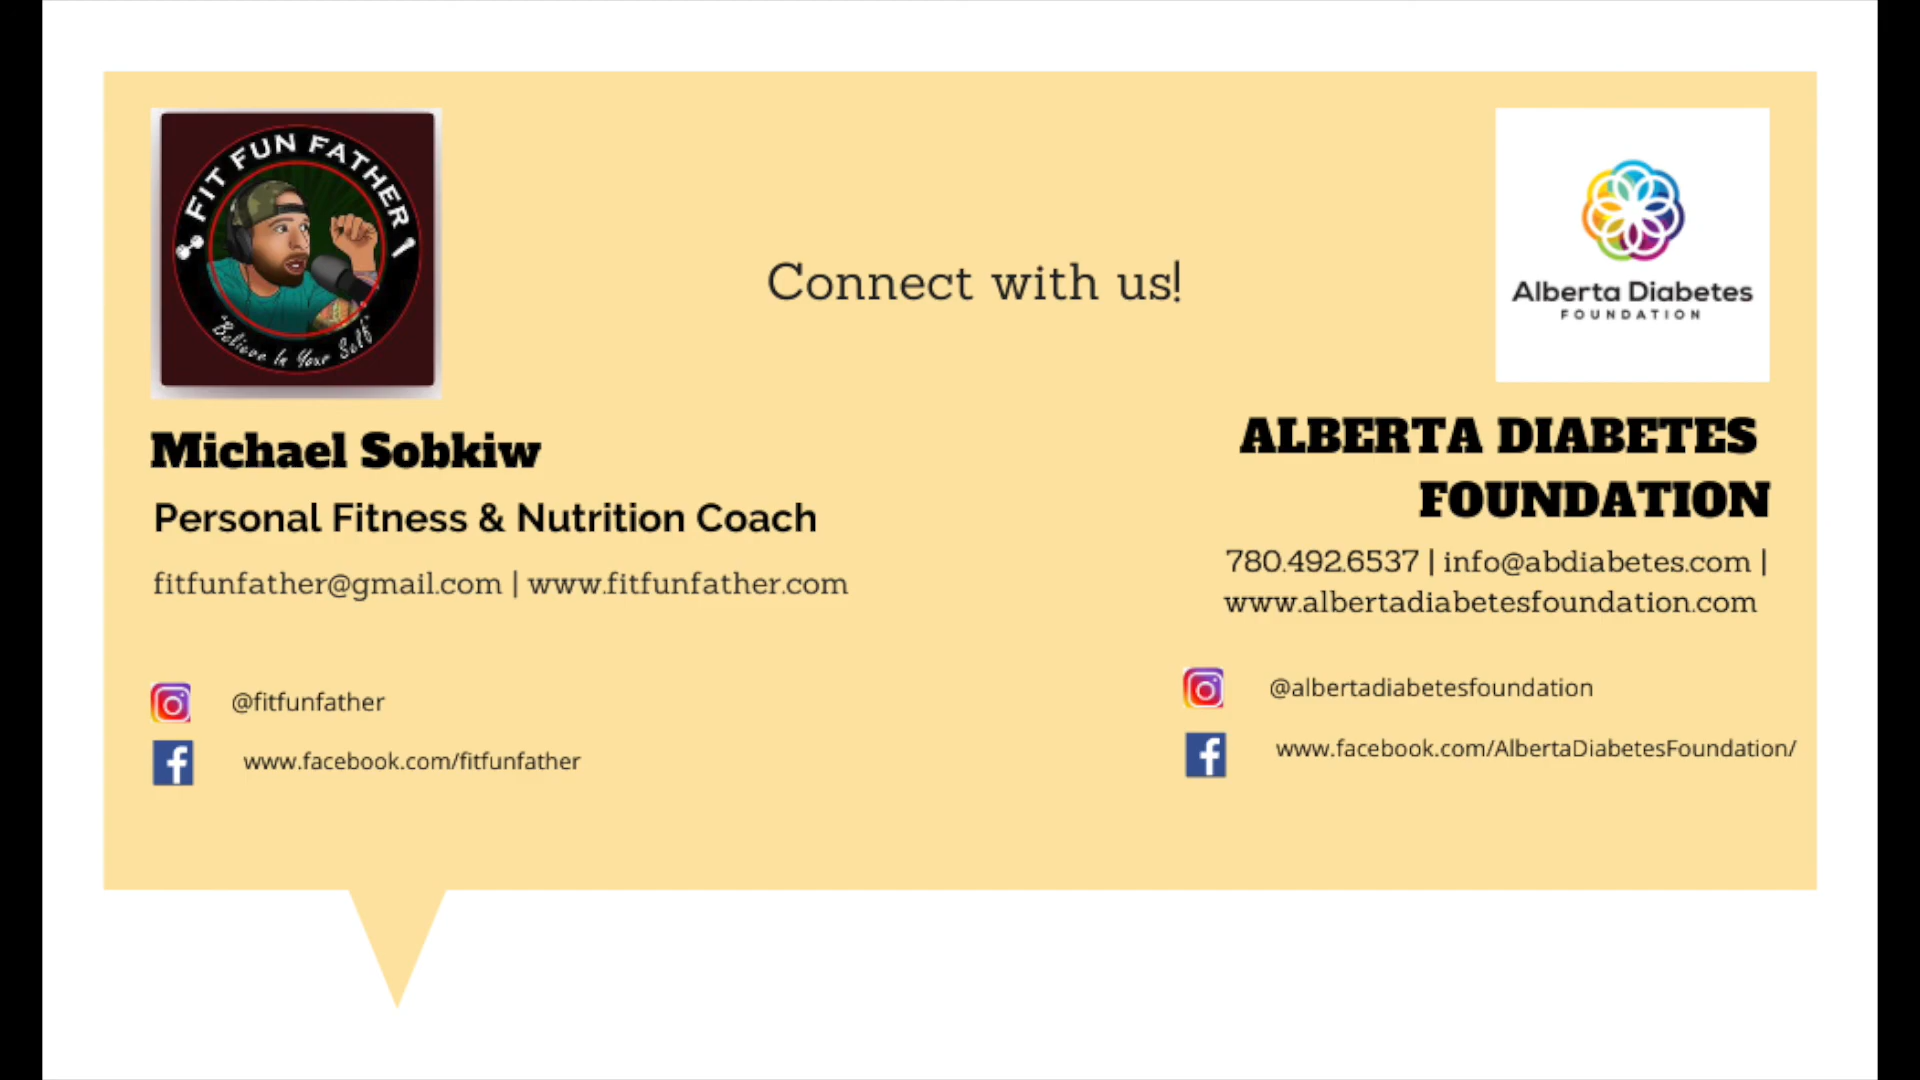 FIT FUN FATHER
"Believe In Your Self"
Connect with us!
Alberta Diabetes
FOUNDATION
Michael Sobkiw
Personal Fitness & Nutrition Coach
fitfunfather@gmail.com | www.fitfunfather.com
@fitfunfather
www.facebook.com/fitfunfather
ALBERTA DIABETES
FOUNDATION
780.492.6537 | info@abdiabetes.com |
www.albertadiabetesfoundation.com
@albertadiabetesfoundation
www.facebook.com/AlbertaDiabetesFoundation/